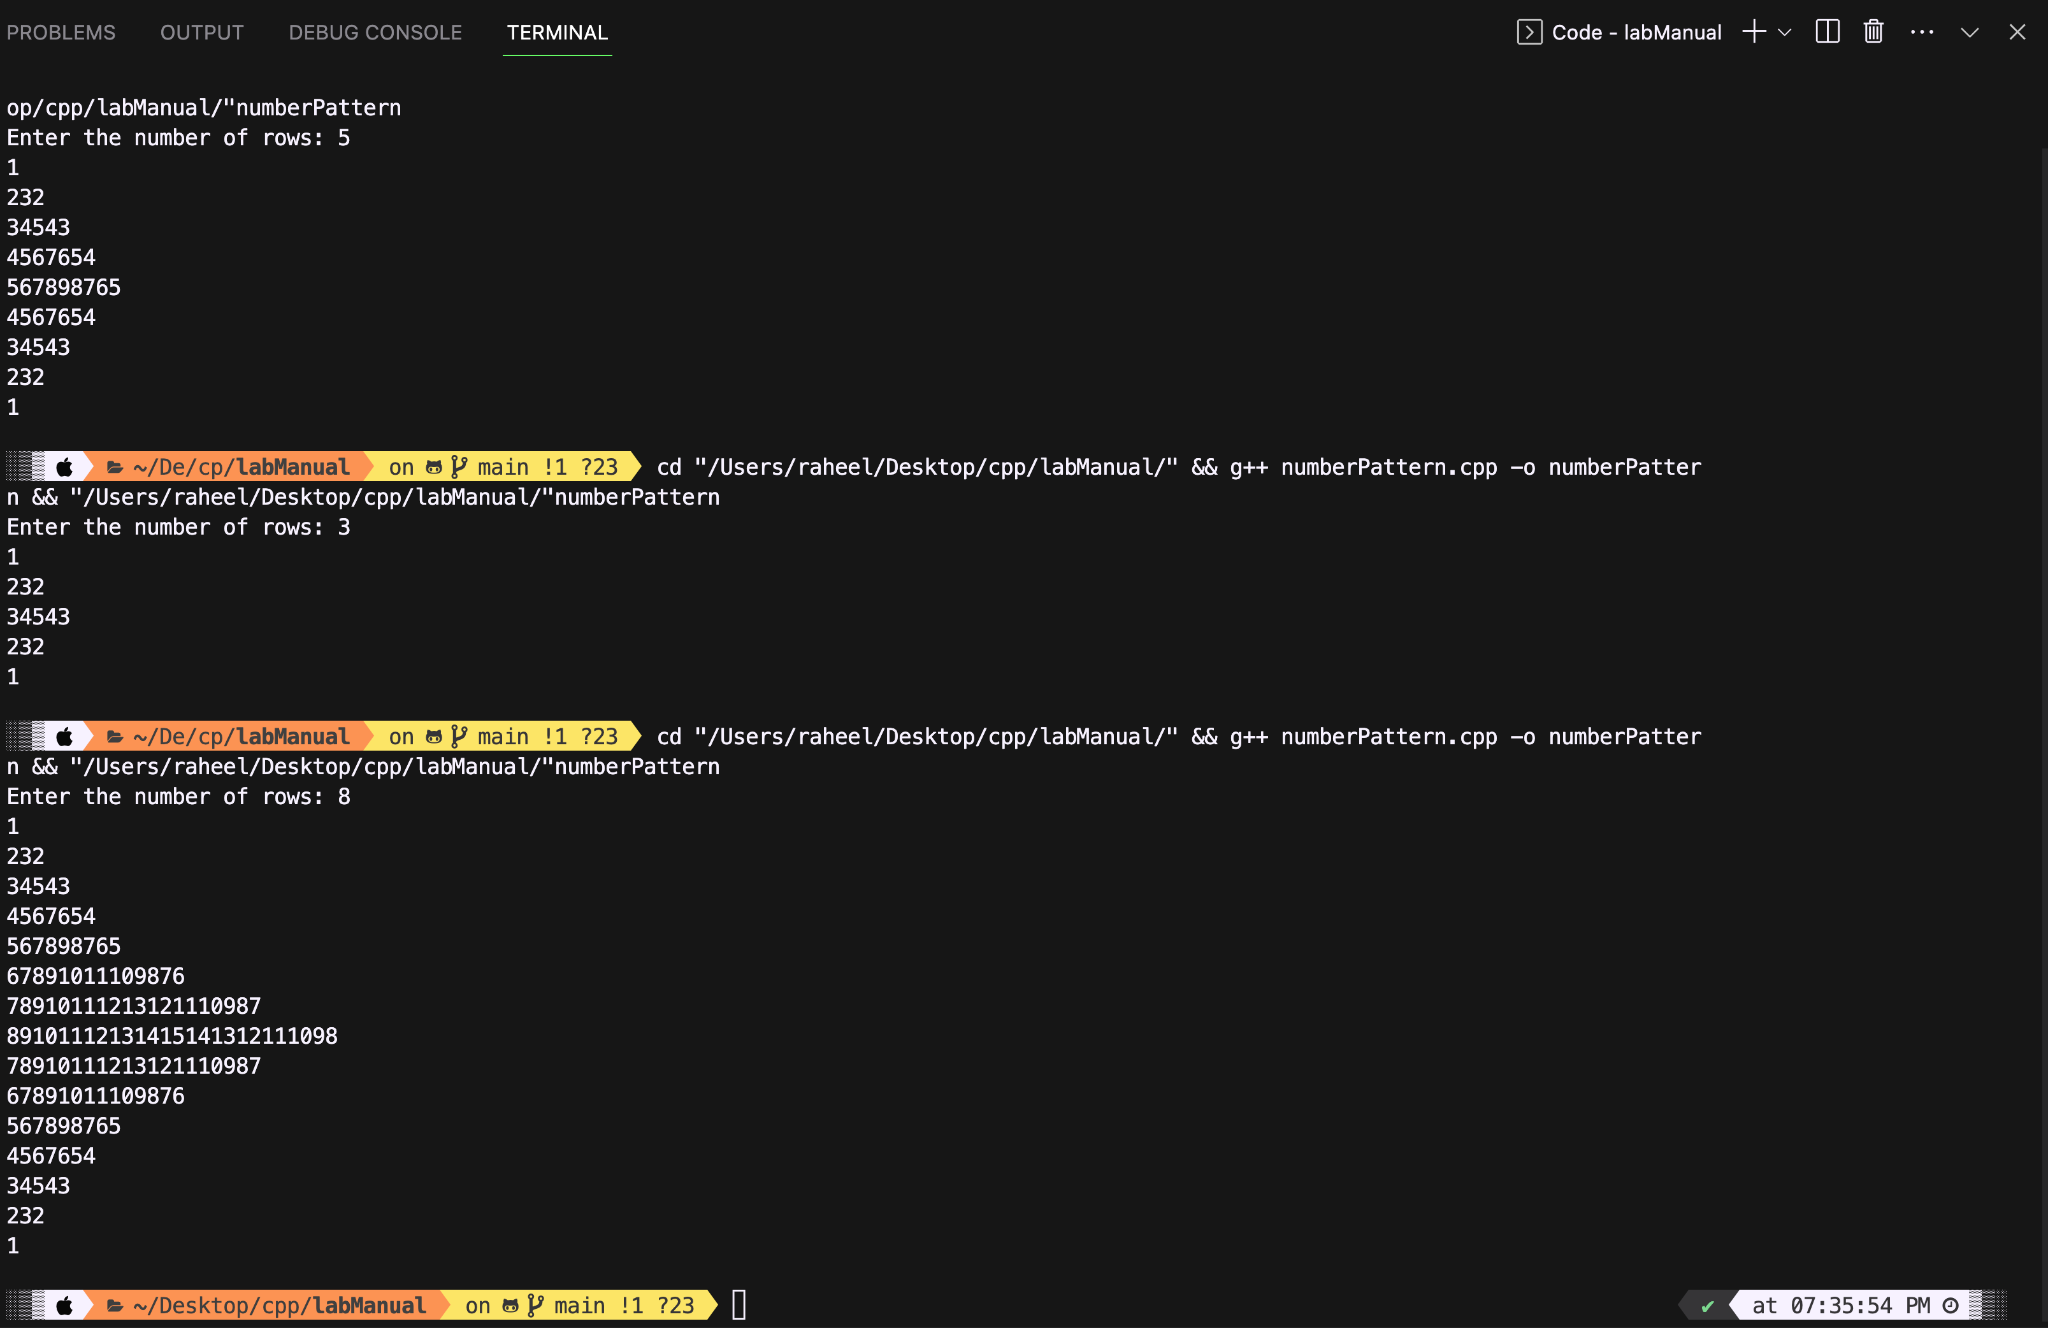 PROBLEMS OUTPUT DEBUG CONSOLE TERMINAL Code - labManual
op/cpp/labManual/"numberPattern
Enter the number of rows: 5
1
232
34543
4567654
567898765
4567654
34543
232
1
~/De/cp/labManual on main !1 ?23 cd "/Users/raheel/Desktop/cpp/labManual/" && g++ numberPattern.cpp -o numberPatter
n && "/Users/raheel/Desktop/cpp/labManual/"numberPattern
Enter the number of rows: 3
1
232
34543
232
1
~/De/cp/labManual on main !1 ?23 cd "/Users/raheel/Desktop/cpp/labManual/" && g++ numberPattern.cpp -o numberPatter
n && "/Users/raheel/Desktop/cpp/labManual/"numberPattern
Enter the number of rows: 8
1
232
34543
4567654
567898765
67891011109876
78910111213121110987
89101112131415141312111098
78910111213121110987
67891011109876
567898765
4567654
34543
232
1
~/Desktop/cpp/labManual on main !1 ?23 ✔ at 07:35:54 PM